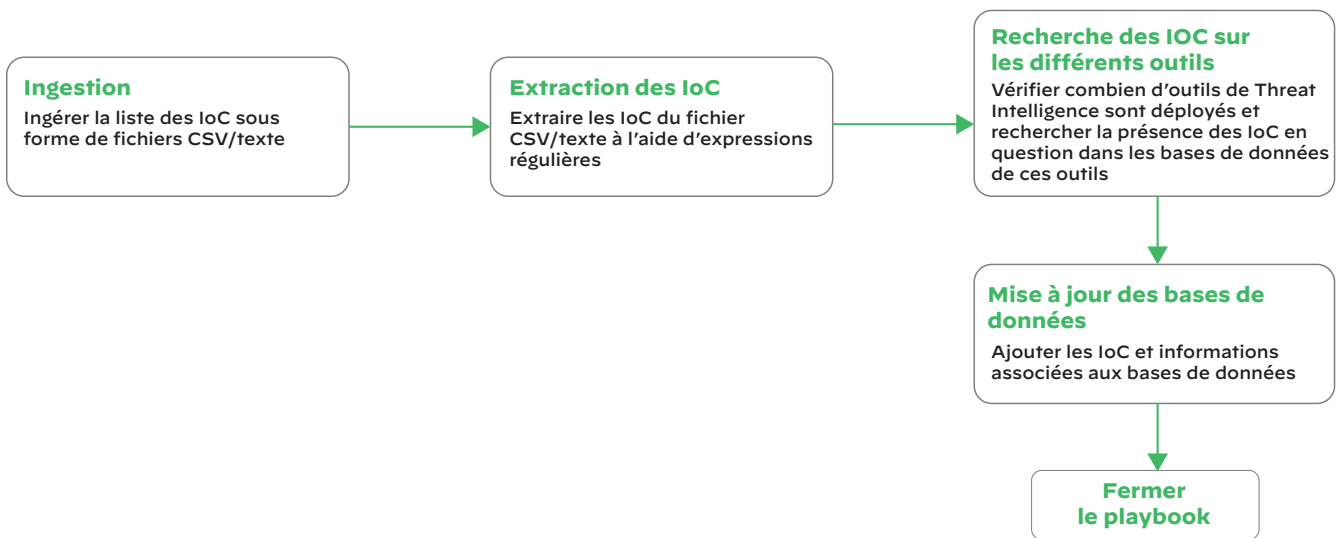 Ingestion
Ingérer la liste des IoC sous
forme de fichiers CSV/texte
Extraction des IoC
Extraire les IoC du fichier
CSV/texte à l’aide d’expressions
régulières
Recherche des IOC sur
les différents outils
Vérifier combien d’outils de Threat
Intelligence sont déployés et
rechercher la présence des IoC en
question dans les bases de données
de ces outils
Mise à jour des bases de
données
Ajouter les IoC et informations
associées aux bases de données
Fermer
le playbook